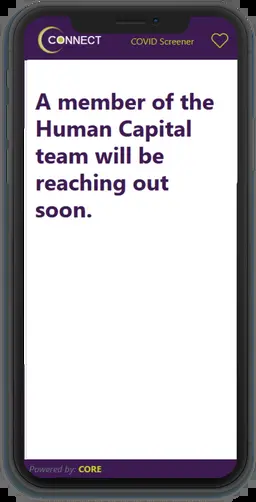 CONNECT COVID Screener
A member of the
Human Capital
team will be
reaching out
soon.
Powered by: CORE